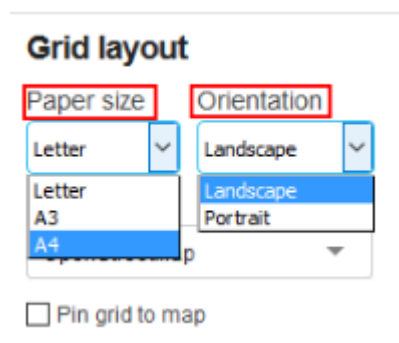 Grid layout
Paper size Orientation
Letter Landscape
Letter Landscape
A3 Portrait
A4
Pin grid to map